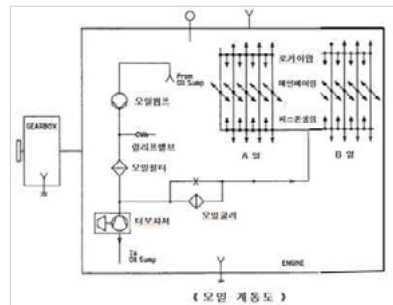 From
Oil Sump
로커아암
오일펌프
메인베어링
GEARBOX
릴리프밸브
피스톤쿨링
A 열
B 열
오일필터
터보차저
오일쿨러
To
Oil Sump
ENGINE
《 오일 계통도 》